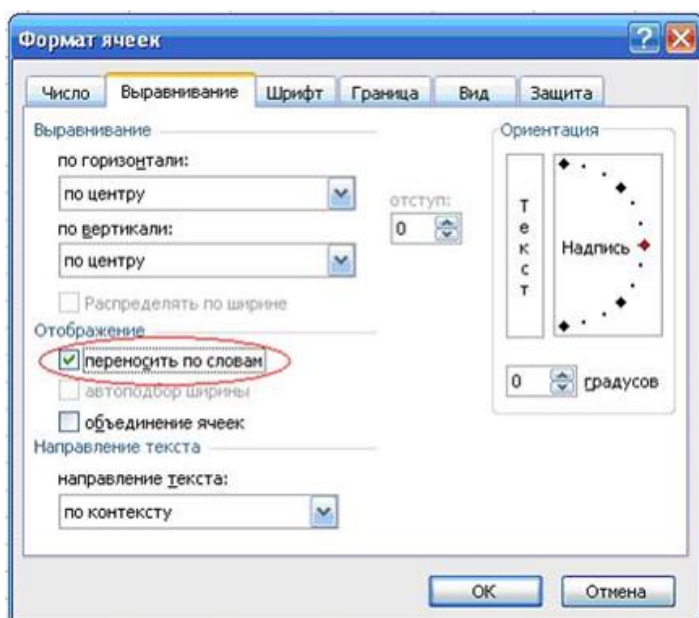 Формат ячеек
Число Выравнивание Шрифт Граница Вид Защита
Выравнивание
по горизонтали:
по центру
отступ:
0
по вертикали:
по центру
Распределять по ширине
Отображение
переносить по словам
автоподбор ширины
объединение ячеек
Направление текста
направление текста:
по контексту
Ориентация
Текст
Надпись
0 градусов
ОК Отмена